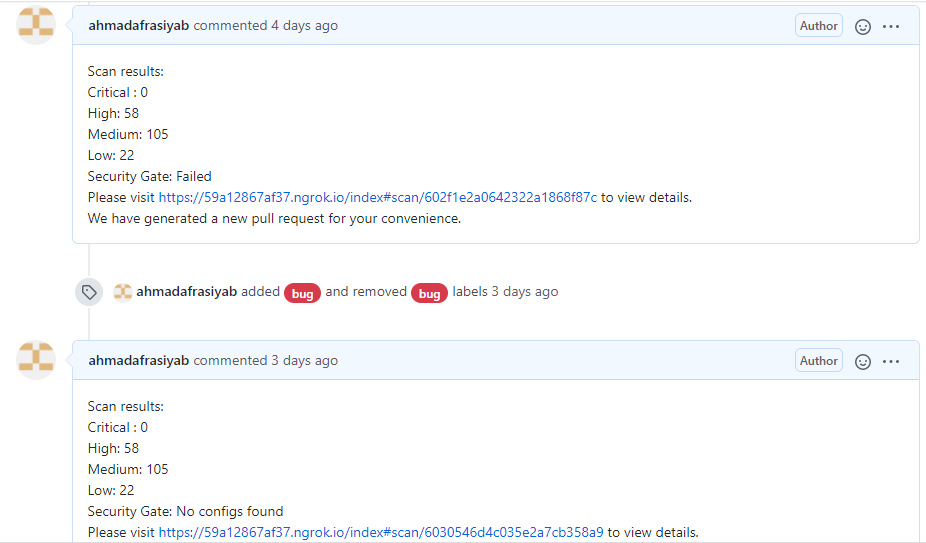 ahmadafrasiyab commented 4 days ago Author
Scan results:
Critical : 0
High: 58
Medium: 105
Low: 22
Security Gate: Failed
Please visit https://59a12867af37.ngrok.io/index#scan/602f1e2a0642322a1868f87c to view details.
We have generated a new pull request for your convenience.
ahmadafrasiyab added bug and removed bug labels 3 days ago
ahmadafrasiyab commented 3 days ago Author
Scan results:
Critical : 0
High: 58
Medium: 105
Low: 22
Security Gate: No configs found
Please visit https://59a12867af37.ngrok.io/index#scan/6030546d4c035e2a7cb358a9 to view details.